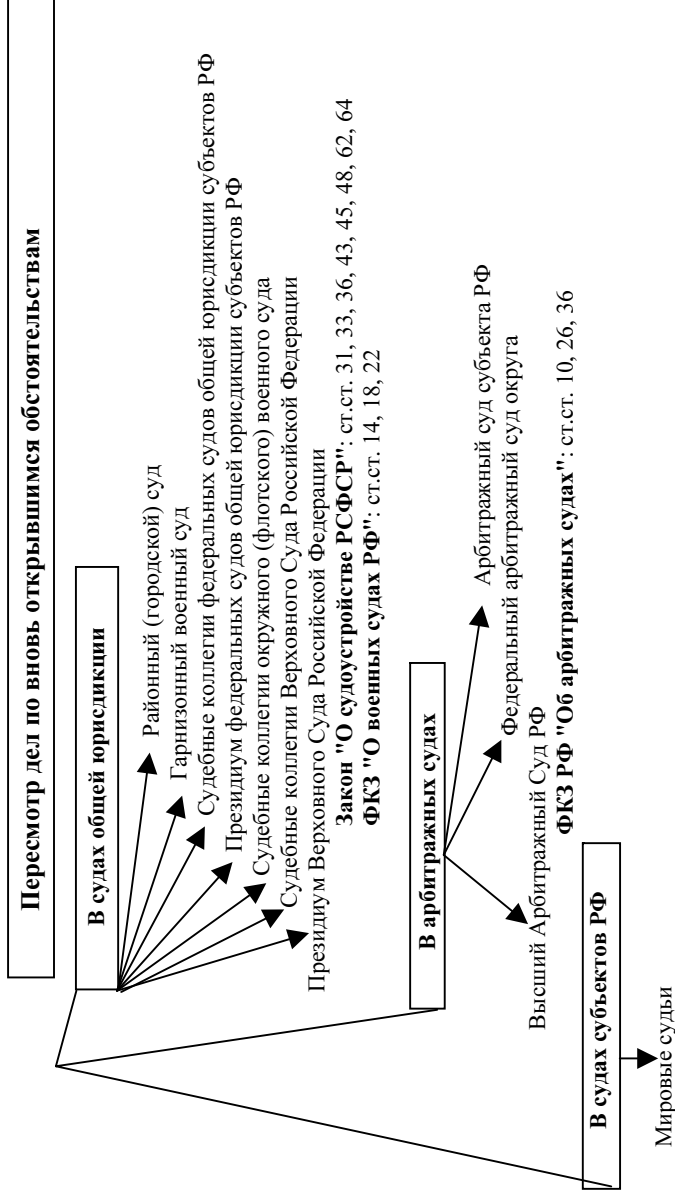 Пересмотр дел по вновь открывшимся обстоятельствам
В судах общей юрисдикции
Районный (городской) суд
Гарнизонный военный суд
Судебные коллегии федеральных судов общей юрисдикции субъектов РФ
Президиум федеральных судов общей юрисдикции субъектов РФ
Судебные коллегии окружного (флотского) военного суда
Судебные коллегии Верховного Суда Российской Федерации
Президиум Верховного Суда Российской Федерации
Закон "О судоустройстве РСФСР": ст.ст. 31, 33, 36, 43, 45, 48, 62, 64
ФКЗ "О военных судах РФ": ст.ст. 14, 18, 22
В арбитражных судах
Арбитражный суд субъекта РФ
Федеральный арбитражный суд округа
Высший Арбитражный Суд РФ
ФКЗ РФ "Об арбитражных судах": ст.ст. 10, 26, 36
В судах субъектов РФ
Мировые судьи